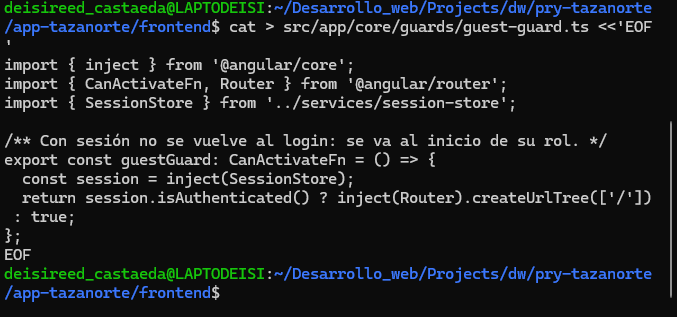 deisireed_castaeda@LAPTODEISI:~/Desarrollo_web/Projects/dw/pry-tazanorte
/app-tazanorte/frontend$ cat > src/app/core/guards/guest-guard.ts <<'EOF
'
import { inject } from '@angular/core';
import { CanActivateFn, Router } from '@angular/router';
import { SessionStore } from '../services/session-store';
/** Con sesión no se vuelve al login: se va al inicio de su rol. */
export const guestGuard: CanActivateFn = () => {
  const session = inject(SessionStore);
  return session.isAuthenticated() ? inject(Router).createUrlTree(['/'])
 : true;
};
EOF
deisireed_castaeda@LAPTODEISI:~/Desarrollo_web/Projects/dw/pry-tazanorte
/app-tazanorte/frontend$